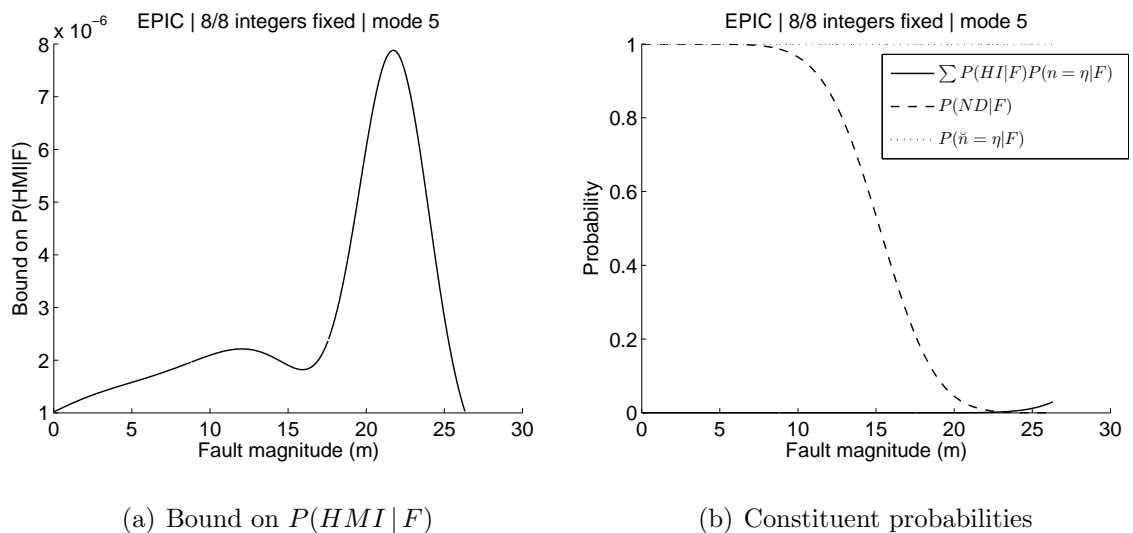 EPIC | 8/8 integers fixed | mode 5
x 10⁻⁶
8
7
6
5
4
3
2
1
0 5 10 15 20 25 30
Bound on P(HMI|F)
Fault magnitude (m)
(a) Bound on P(HMI | F)
EPIC | 8/8 integers fixed | mode 5
1
0.8
0.6
0.4
0.2
0
0 5 10 15 20 25 30
Probability
Fault magnitude (m)
∑ P(HI|F)P(n = η|F)
P(ND|F)
P(n̆ = η|F)
(b) Constituent probabilities